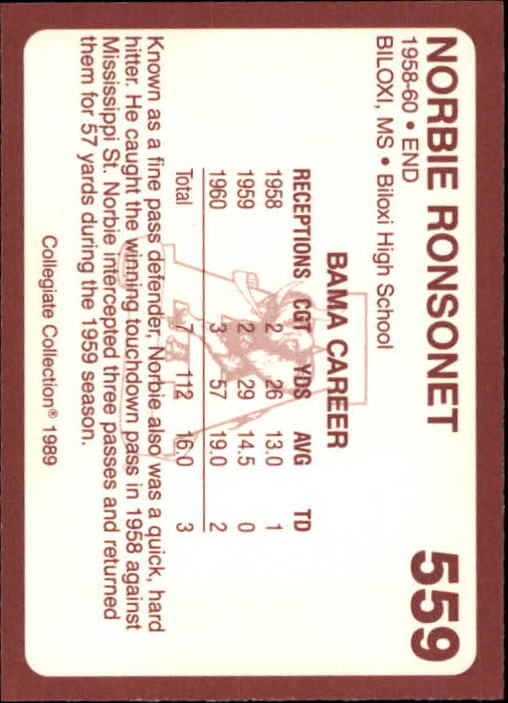 NORBIE RONSONET 559
1958-60 • END
BILOXI, MS • Biloxi High School
BAMA CAREER
RECEPTIONS CGT YDS AVG TD
1958 2 26 13.0 1
1959 2 29 14.5 0
1960 3 57 19.0 2
Total 7 112 16.0 3
Known as a fine pass defender, Norbie also was a quick, hard
hitter. He caught the winning touchdown pass in 1958 against
Mississippi St. Norbie intercepted three passes and returned
them for 57 yards during the 1959 season.
Collegiate Collection® 1989